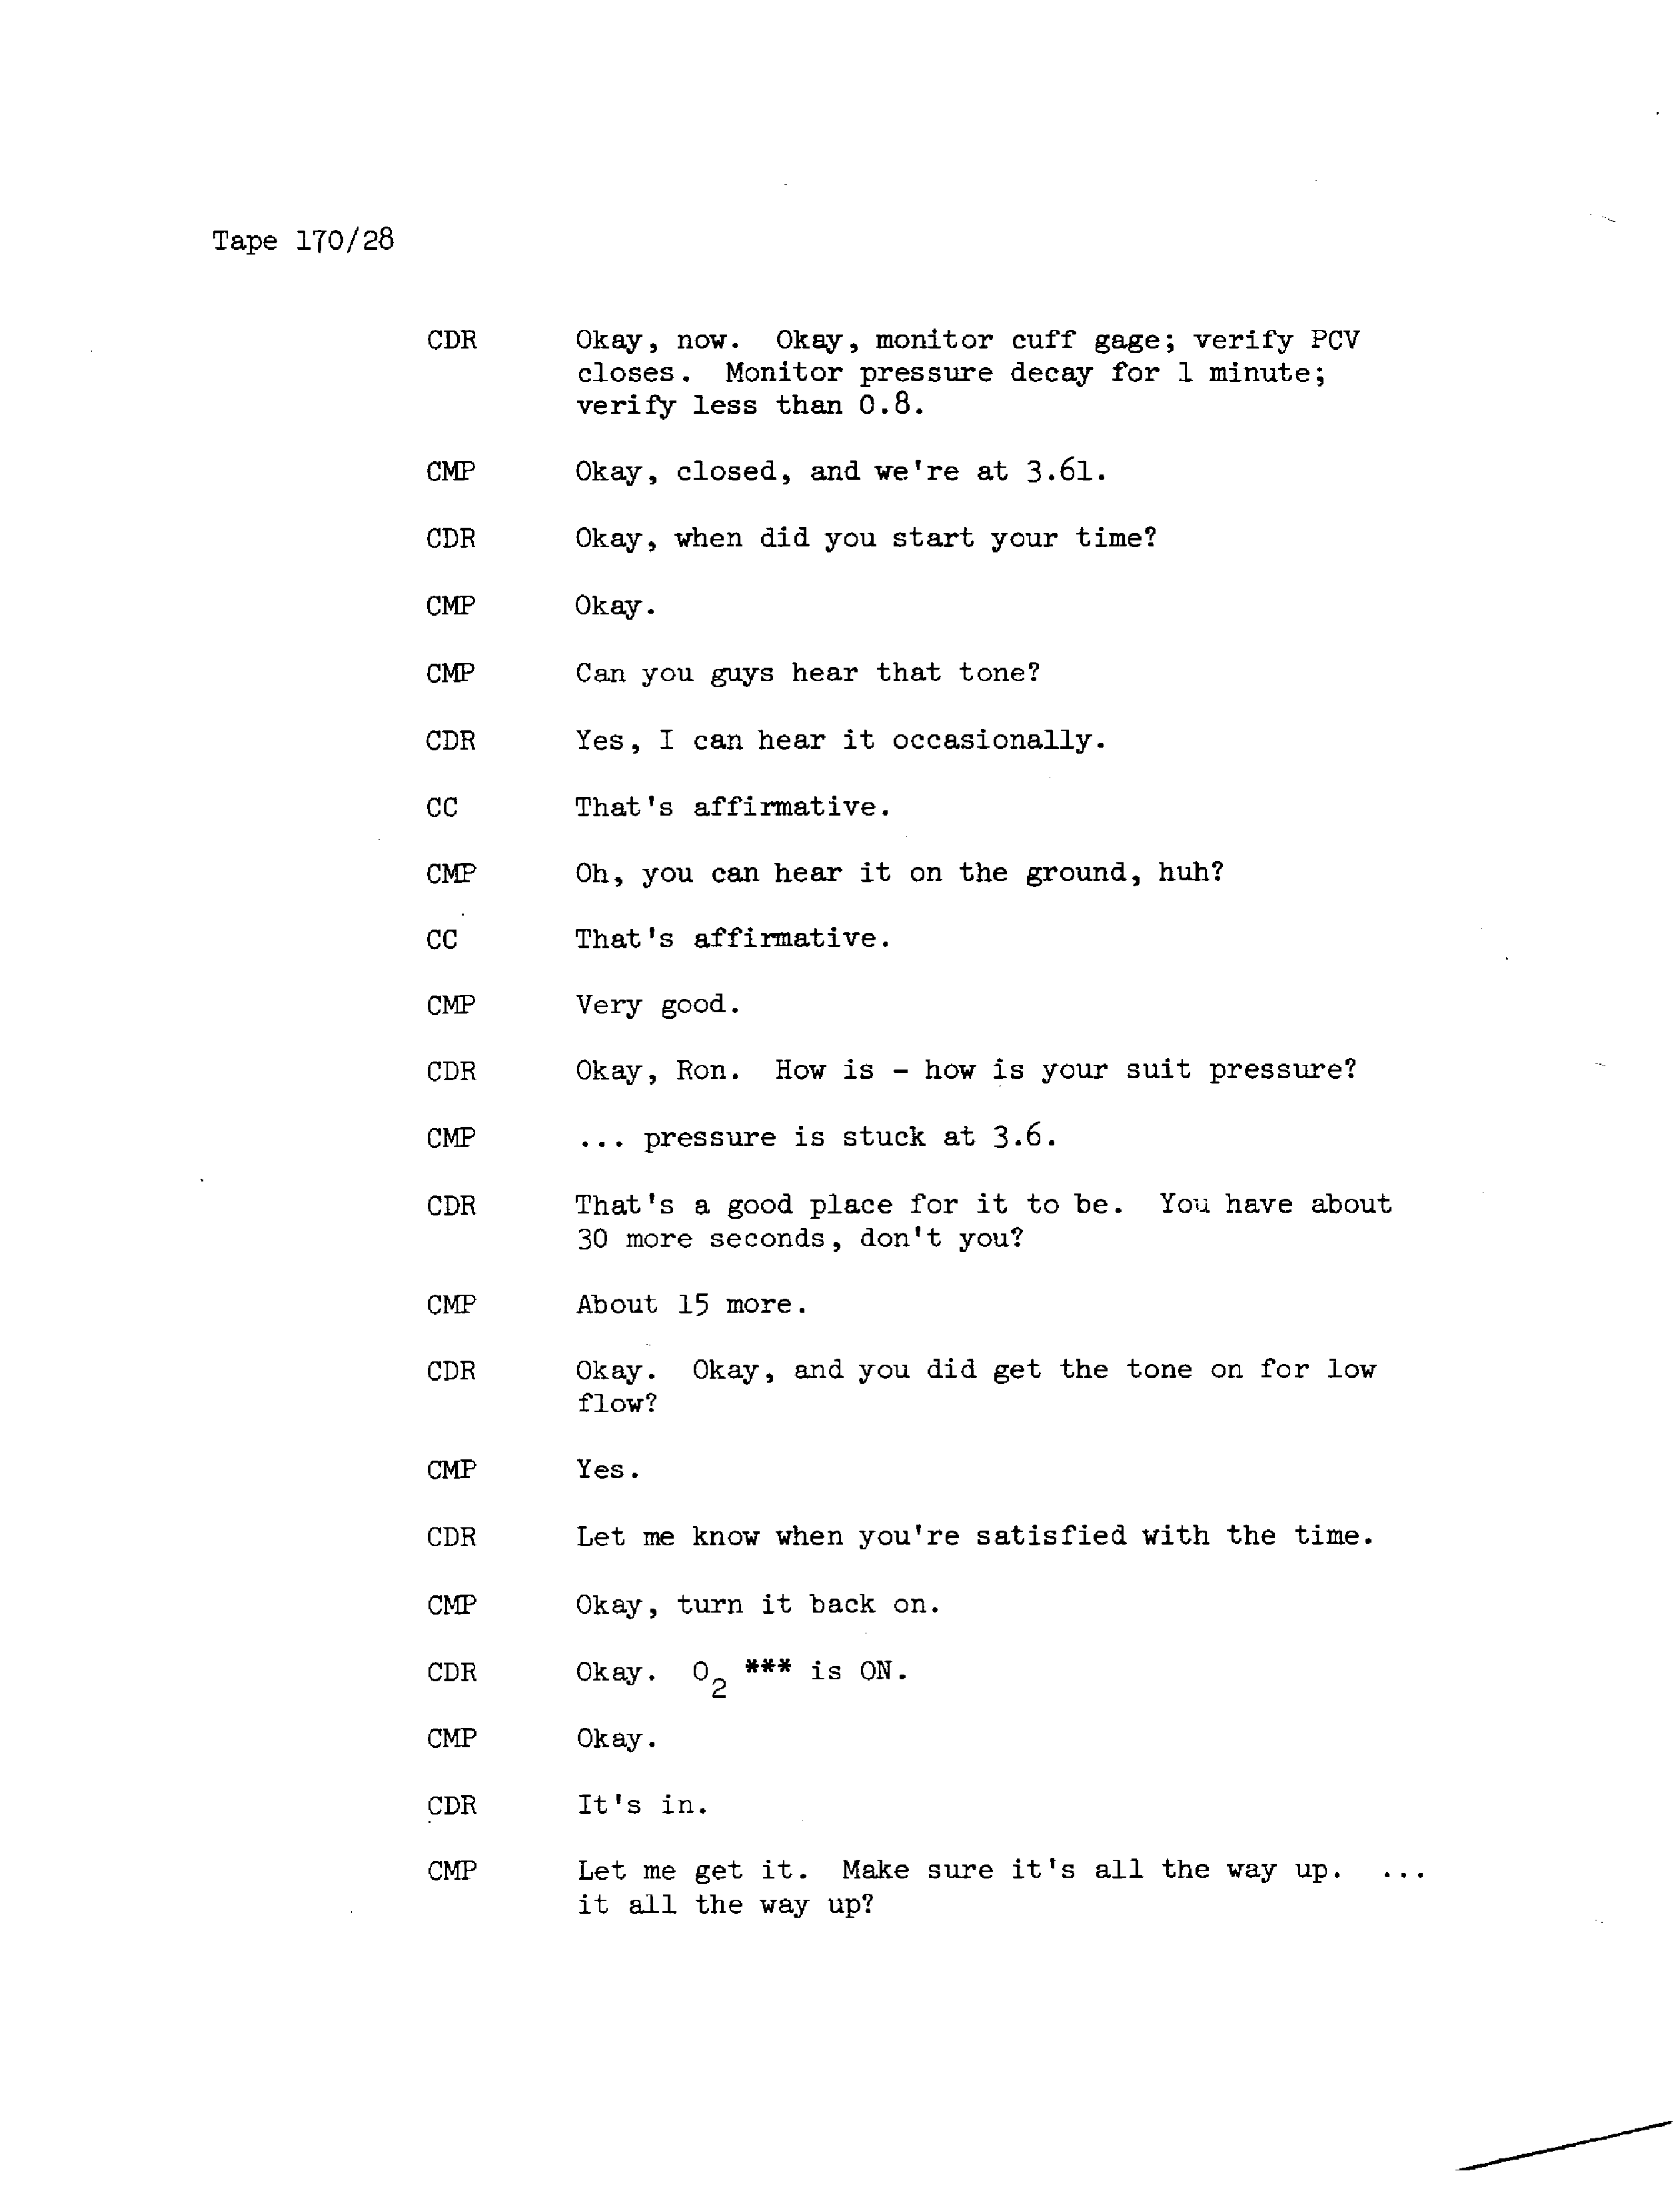 Tape 170/28
CDR Okay, now. Okay, monitor cuff gage; verify PCV
closes. Monitor pressure decay for 1 minute;
verify less than 0.8.
CMP Okay, closed, and we're at 3.61.
CDR Okay, when did you start your time?
CMP Okay.
CMP Can you guys hear that tone?
CDR Yes, I can hear it occasionally.
CC That's affirmative.
CMP Oh, you can hear it on the ground, huh?
CC That's affirmative.
CMP Very good.
CDR Okay, Ron. How is - how is your suit pressure?
CMP ... pressure is stuck at 3.6.
CDR That's a good place for it to be. You have about
30 more seconds, don't you?
CMP About 15 more.
CDR Okay. Okay, and you did get the tone on for low
flow?
CMP Yes.
CDR Let me know when you're satisfied with the time.
CMP Okay, turn it back on.
CDR Okay. O₂ *** is ON.
CMP Okay.
CDR It's in.
CMP Let me get it. Make sure it's all the way up. ...
it all the way up?